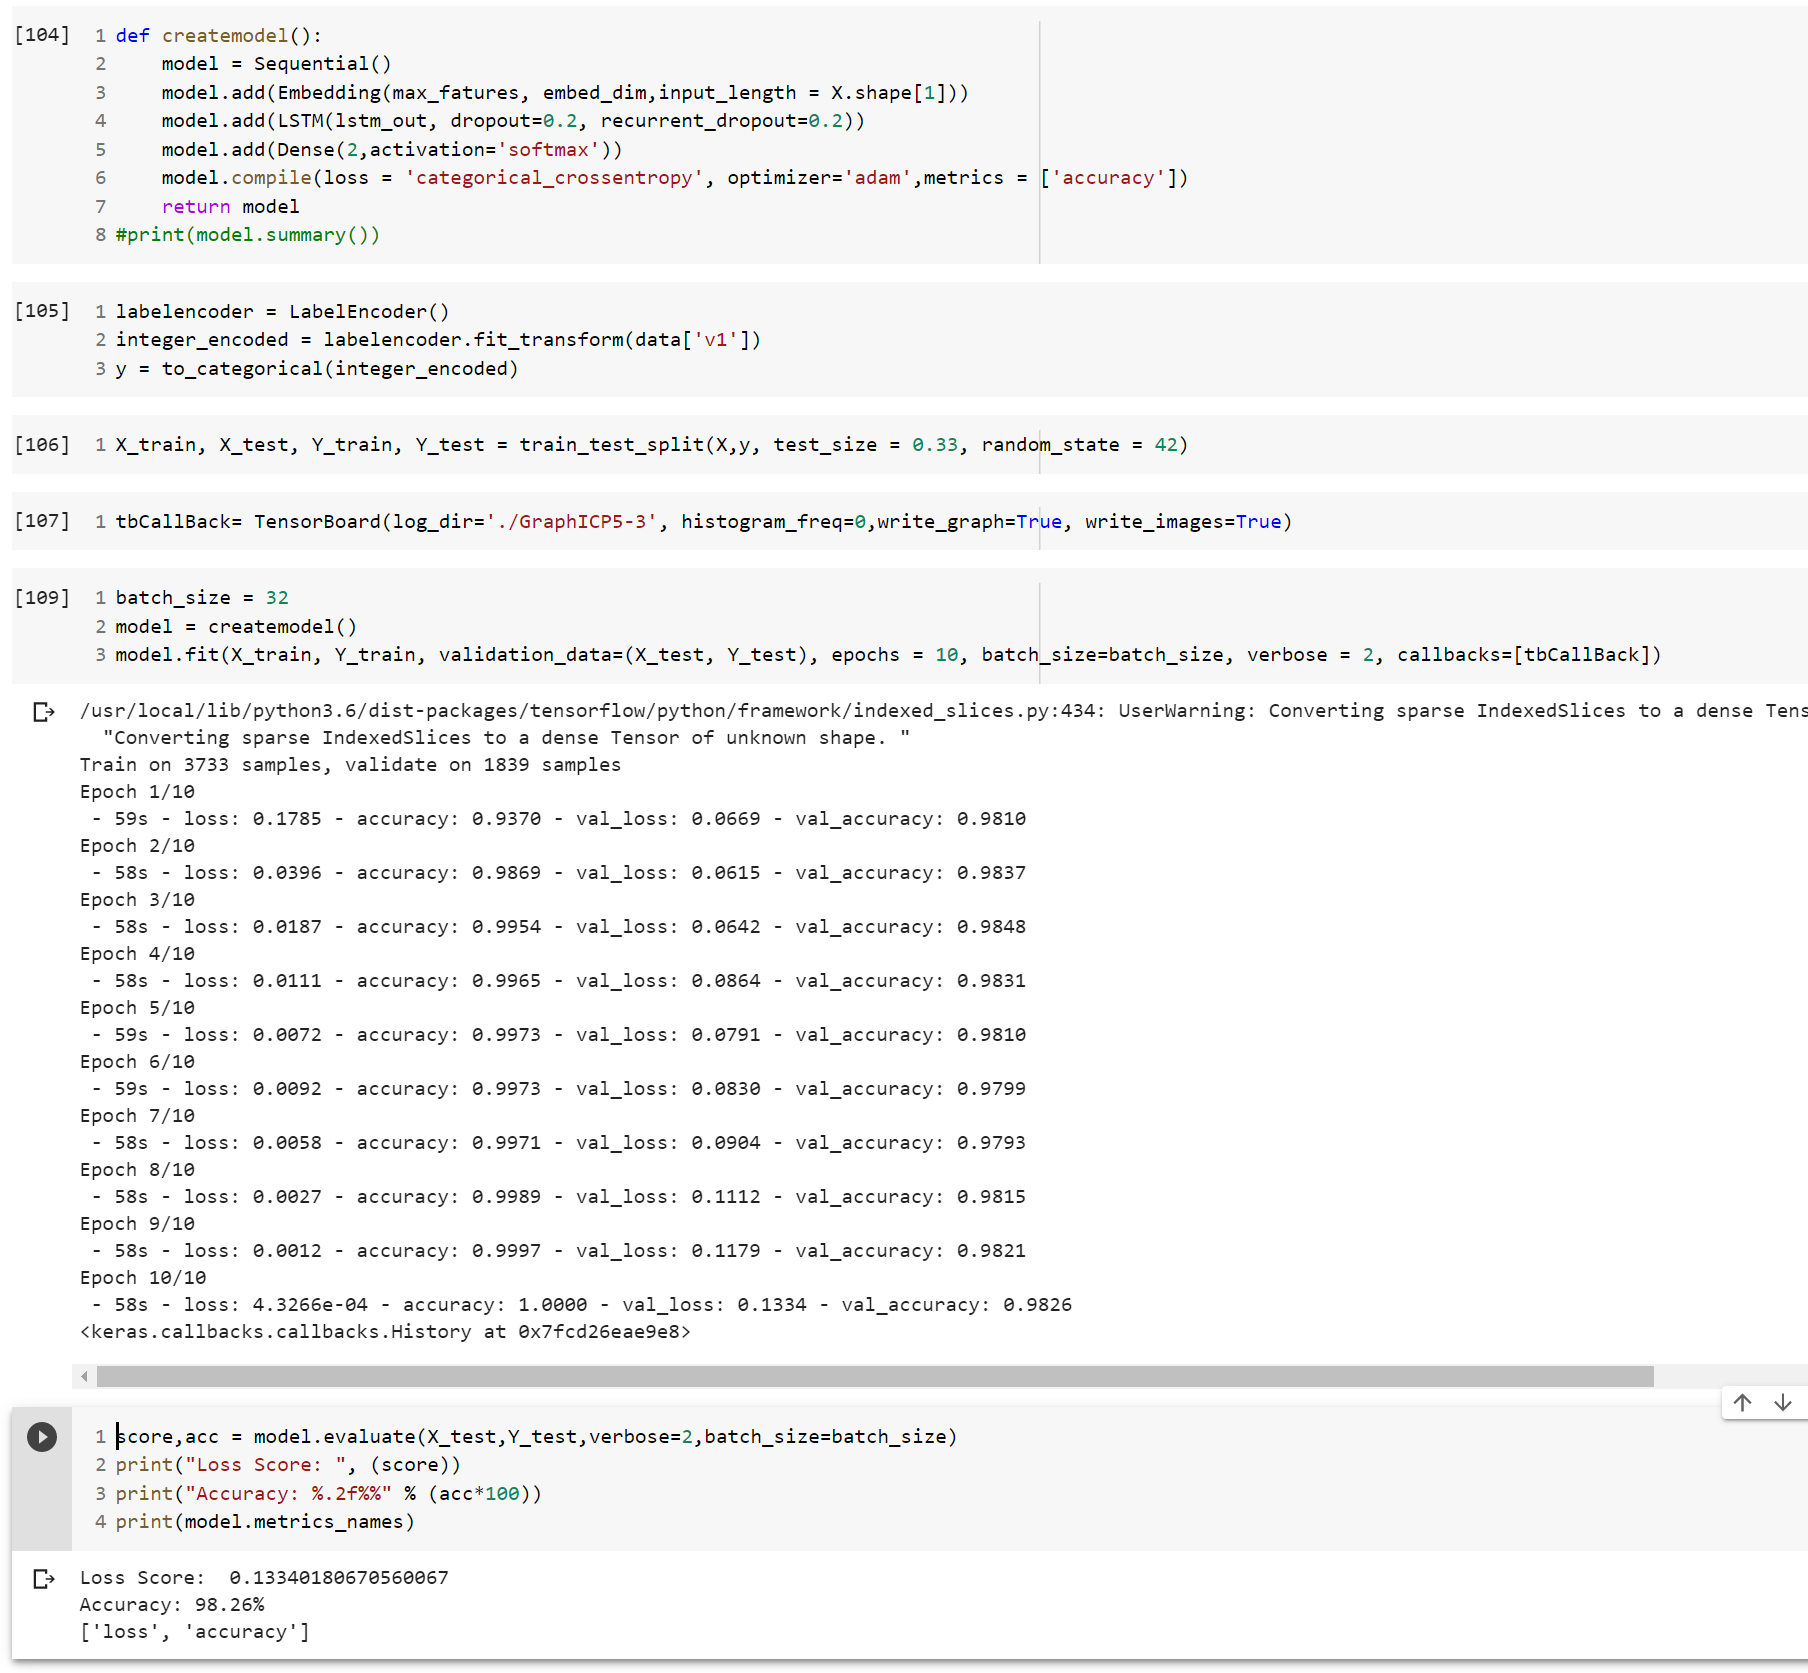 [104] 1 def createmodel():
2     model = Sequential()
3     model.add(Embedding(max_fatures, embed_dim,input_length = X.shape[1]))
4     model.add(LSTM(lstm_out, dropout=0.2, recurrent_dropout=0.2))
5     model.add(Dense(2,activation='softmax'))
6     model.compile(loss = 'categorical_crossentropy', optimizer='adam',metrics = ['accuracy'])
7     return model
8 #print(model.summary())
[105] 1 labelencoder = LabelEncoder()
2 integer_encoded = labelencoder.fit_transform(data['v1'])
3 y = to_categorical(integer_encoded)
[106] 1 X_train, X_test, Y_train, Y_test = train_test_split(X,y, test_size = 0.33, random_state = 42)
[107] 1 tbCallBack= TensorBoard(log_dir='./GraphICP5-3', histogram_freq=0,write_graph=True, write_images=True)
[109] 1 batch_size = 32
2 model = createmodel()
3 model.fit(X_train, Y_train, validation_data=(X_test, Y_test), epochs = 10, batch_size=batch_size, verbose = 2, callbacks=[tbCallBack])
/usr/local/lib/python3.6/dist-packages/tensorflow/python/framework/indexed_slices.py:434: UserWarning: Converting sparse IndexedSlices to a dense Tens
  "Converting sparse IndexedSlices to a dense Tensor of unknown shape. "
Train on 3733 samples, validate on 1839 samples
Epoch 1/10
 - 59s - loss: 0.1785 - accuracy: 0.9370 - val_loss: 0.0669 - val_accuracy: 0.9810
Epoch 2/10
 - 58s - loss: 0.0396 - accuracy: 0.9869 - val_loss: 0.0615 - val_accuracy: 0.9837
Epoch 3/10
 - 58s - loss: 0.0187 - accuracy: 0.9954 - val_loss: 0.0642 - val_accuracy: 0.9848
Epoch 4/10
 - 58s - loss: 0.0111 - accuracy: 0.9965 - val_loss: 0.0864 - val_accuracy: 0.9831
Epoch 5/10
 - 59s - loss: 0.0072 - accuracy: 0.9973 - val_loss: 0.0791 - val_accuracy: 0.9810
Epoch 6/10
 - 59s - loss: 0.0092 - accuracy: 0.9973 - val_loss: 0.0830 - val_accuracy: 0.9799
Epoch 7/10
 - 58s - loss: 0.0058 - accuracy: 0.9971 - val_loss: 0.0904 - val_accuracy: 0.9793
Epoch 8/10
 - 58s - loss: 0.0027 - accuracy: 0.9989 - val_loss: 0.1112 - val_accuracy: 0.9815
Epoch 9/10
 - 58s - loss: 0.0012 - accuracy: 0.9997 - val_loss: 0.1179 - val_accuracy: 0.9821
Epoch 10/10
 - 58s - loss: 4.3266e-04 - accuracy: 1.0000 - val_loss: 0.1334 - val_accuracy: 0.9826
<keras.callbacks.callbacks.History at 0x7fcd26eae9e8>
1 score,acc = model.evaluate(X_test,Y_test,verbose=2,batch_size=batch_size)
2 print("Loss Score: ", (score))
3 print("Accuracy: %.2f%%" % (acc*100))
4 print(model.metrics_names)
Loss Score:  0.13340180670560067
Accuracy: 98.26%
['loss', 'accuracy']